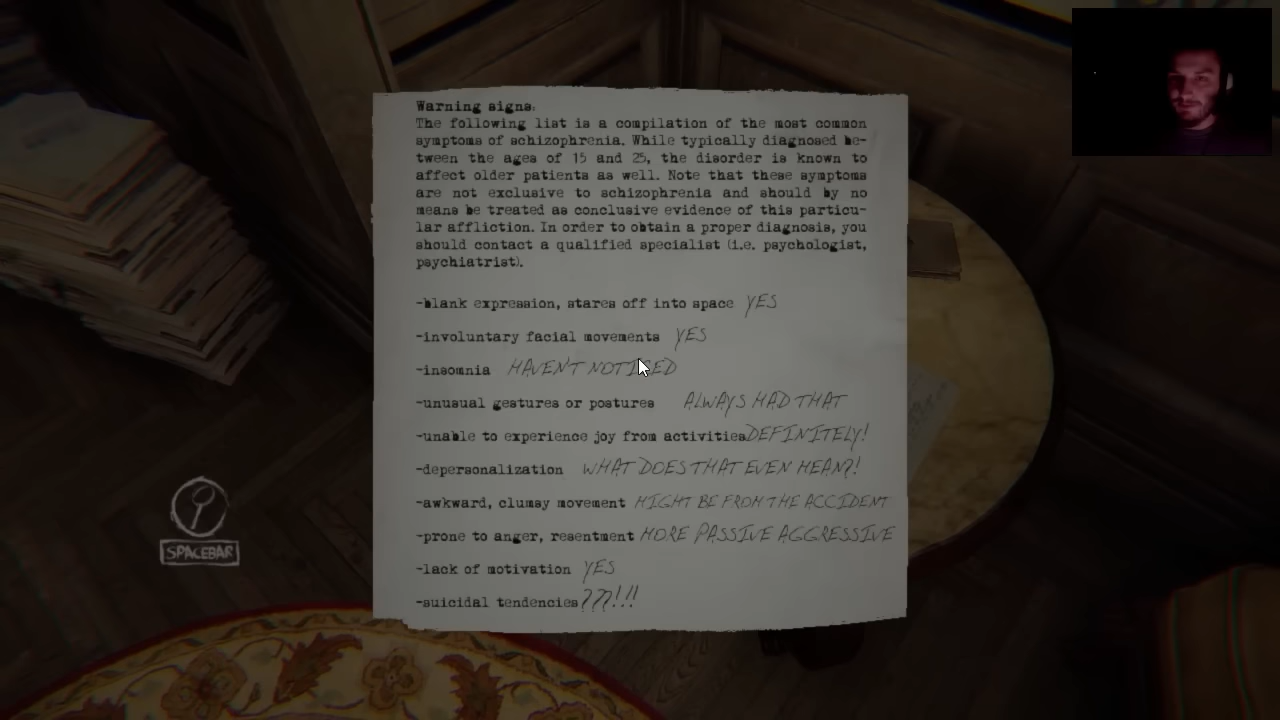 Warning signs:
The following list is a compilation of the most common
symptoms of schizophrenia. While typically diagnosed be-
tween the ages of 15 and 25, the disorder is known to
affect older patients as well. Note that these symptoms
are not exclusive to schizophrenia and should by no
means be treated as conclusive evidence of this particu-
lar affliction. In order to obtain a proper diagnosis, you
should contact a qualified specialist (i.e. psychologist,
psychiatrist).
-blank expression, stares off into space YES
-involuntary facial movements YES
-insomnia HAVEN'T NOTICED
-unusual gestures or postures ALWAYS HAD THAT
-unable to experience joy from activities DEFINITELY!
-depersonalization WHAT DOES THAT EVEN MEAN?!
-awkward, clumsy movement MIGHT BE FROM THE ACCIDENT
-prone to anger, resentment MORE PASSIVE AGGRESSIVE
-lack of motivation YES
-suicidal tendencies ???!!!
SPACEBAR